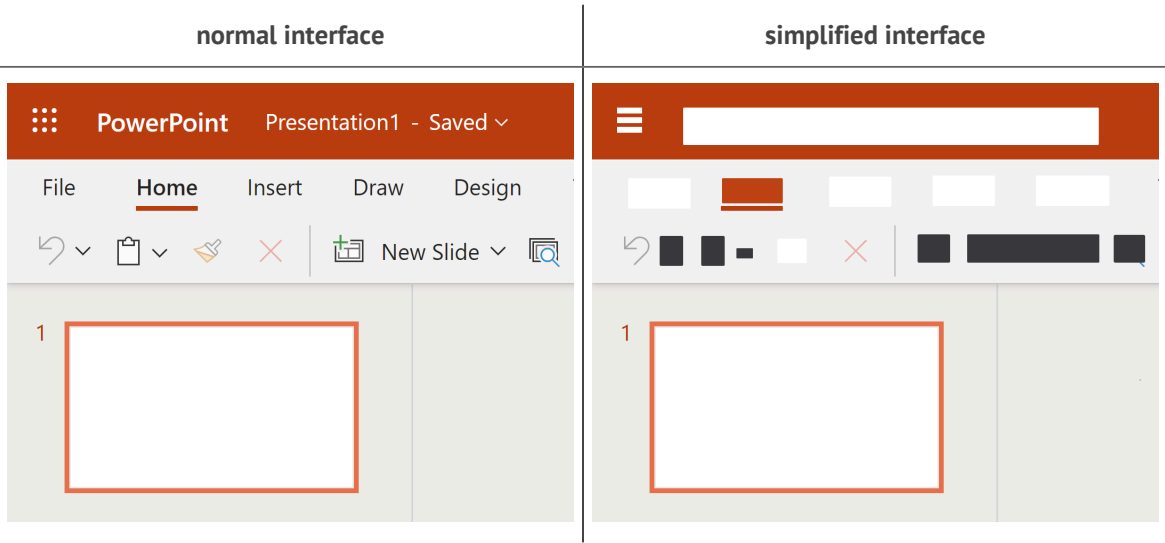 normal interface
simplified interface
PowerPoint Presentation1 - Saved
File Home Insert Draw Design
New Slide
1
1